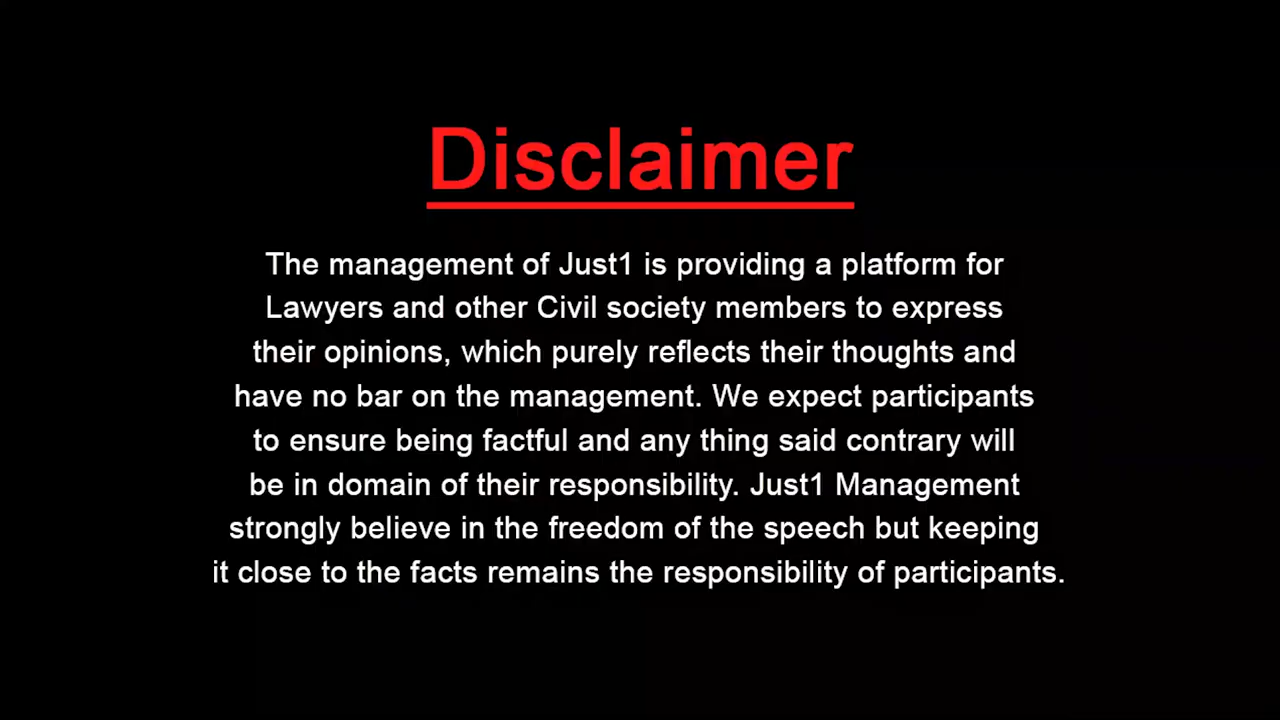 Disclaimer
The management of Just1 is providing a platform for
Lawyers and other Civil society members to express
their opinions, which purely reflects their thoughts and
have no bar on the management. We expect participants
to ensure being factful and any thing said contrary will
be in domain of their responsibility. Just1 Management
strongly believe in the freedom of the speech but keeping
it close to the facts remains the responsibility of participants.